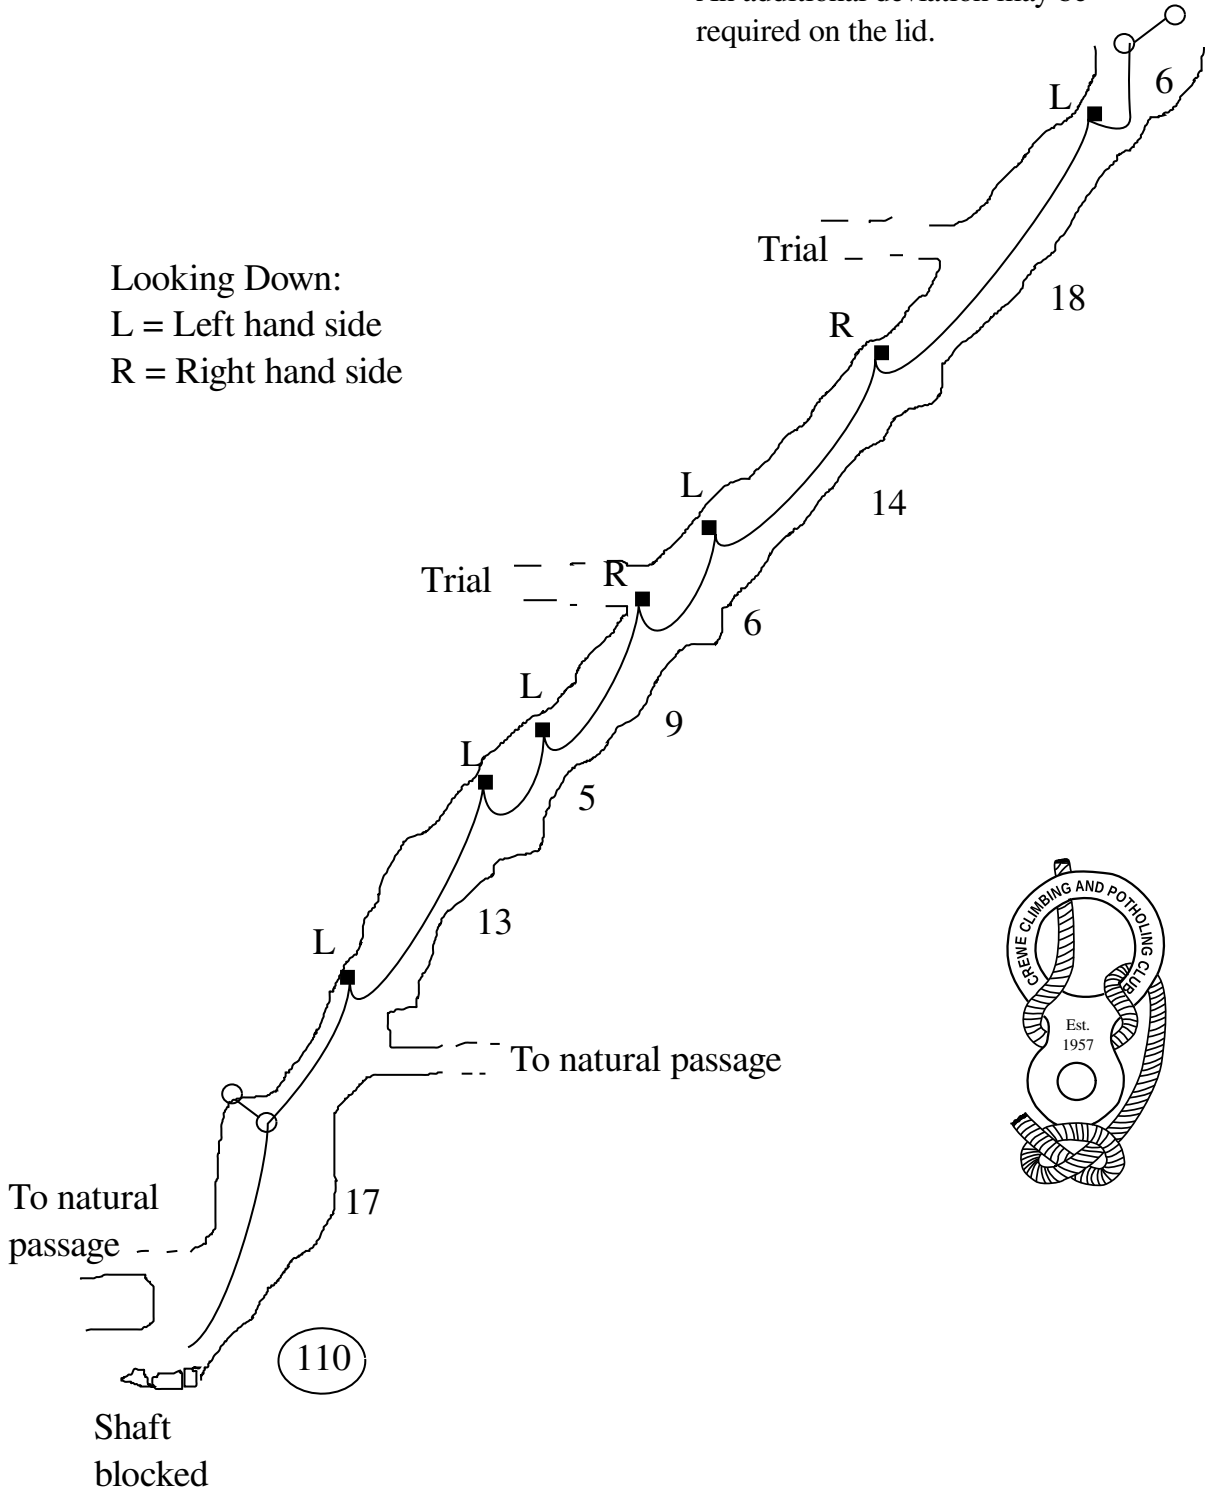 required on the lid.
6
L
Trial
Looking Down:
L = Left hand side
R = Right hand side
18
R
L
14
Trial
R
6
L
9
L
5
13
L
CREWE CLIMBING AND POTHOLING CLUB
Est.
1957
To natural passage
To natural
passage
17
110
Shaft
blocked